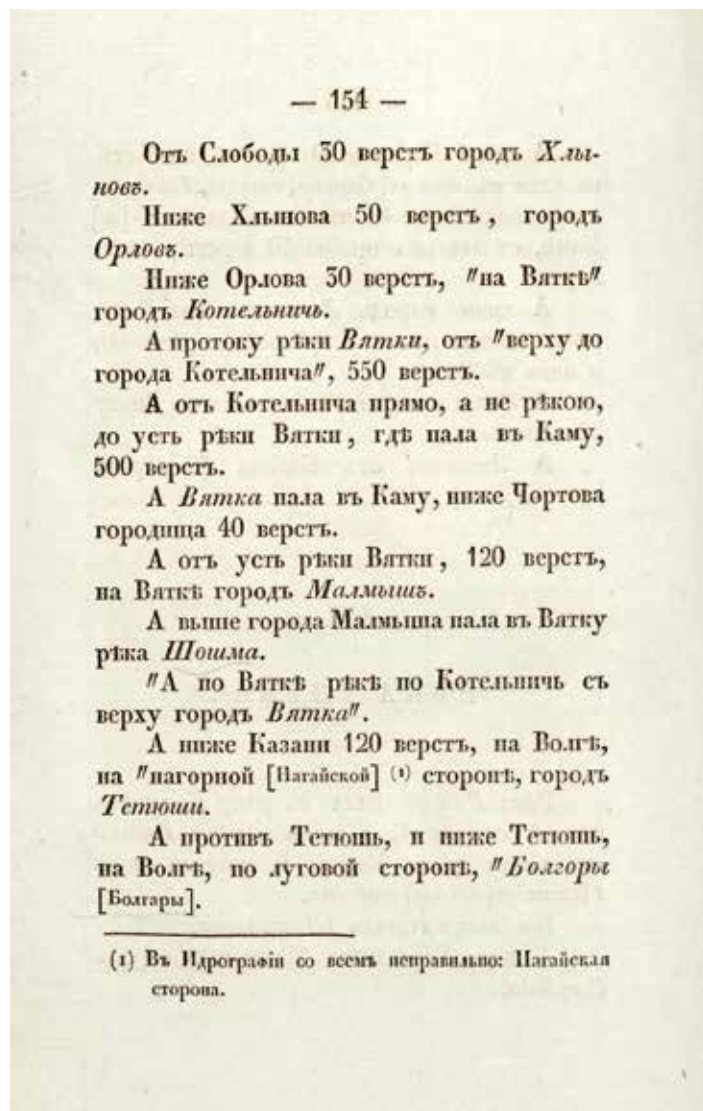 — 154 —
Отъ Слободы 30 верстъ городъ Хлы-
новъ.
Ниже Хлынова 50 верстъ, городъ
Орловъ.
Ниже Орлова 30 верстъ, "на Вяткѣ"
городъ Котельничь.
А протоку рѣки Вятки, отъ "верху до
города Котельнича", 550 верстъ.
А отъ Котельнича прямо, а не рѣкою,
до усть рѣки Вятки, гдѣ пала въ Каму,
500 верстъ.
А Вятка пала въ Каму, ниже Чортова
городища 40 верстъ.
А отъ усть рѣки Вятки, 120 верстъ,
на Вяткѣ городъ Малмышъ.
А выше города Малмыша пала въ Вятку
рѣка Шошма.
"А по Вяткѣ рѣкѣ по Котельничь съ
верху городъ Вятка".
А ниже Казани 120 верстъ, на Волгѣ,
на "нагорной [Нагайской] (1) сторонѣ, городъ
Тетюши.
А противъ Тетюшь, и ниже Тетюшь,
на Волгѣ, по луговой сторонѣ, "Болгоры
[Болгары].
(1) Въ Идрографіи со всемъ неправильно: Нагайская
сторона.